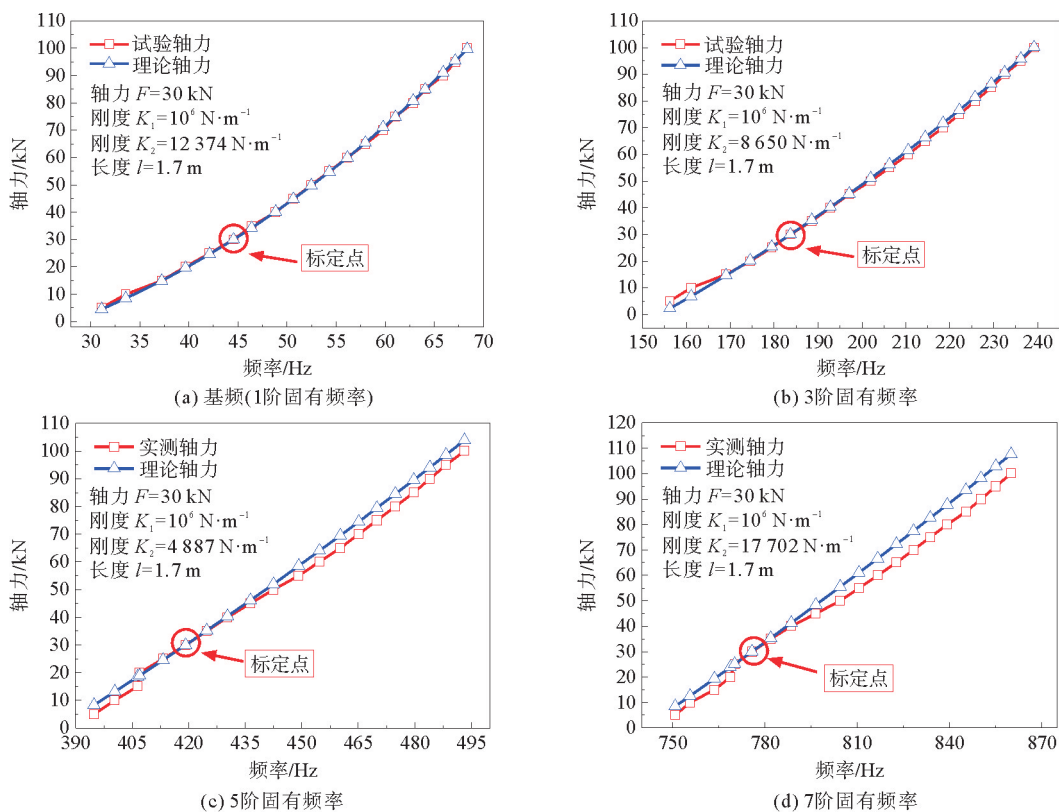 试验轴力
理论轴力
轴力 F=30 kN
刚度 K₁=10⁶ N·m⁻¹
刚度 K₂=12 374 N·m⁻¹
长度 l=1.7 m
标定点
轴力/kN
110
100
90
80
70
60
50
40
30
20
10
0
30 35 40 45 50 55 60 65 70
频率/Hz
(a) 基频(1阶固有频率)
试验轴力
理论轴力
轴力 F=30 kN
刚度 K₁=10⁶ N·m⁻¹
刚度 K₂=8 650 N·m⁻¹
长度 l=1.7 m
标定点
轴力/kN
110
100
90
80
70
60
50
40
30
20
10
0
150 160 170 180 190 200 210 220 230 240
频率/Hz
(b) 3阶固有频率
实测轴力
理论轴力
轴力 F=30 kN
刚度 K₁=10⁶ N·m⁻¹
刚度 K₂=4 887 N·m⁻¹
长度 l=1.7 m
标定点
轴力/kN
110
100
90
80
70
60
50
40
30
20
10
0
390 405 419 435 449 465 479 495
频率/Hz
(c) 5阶固有频率
实测轴力
理论轴力
轴力 F=30 kN
刚度 K₁=10⁶ N·m⁻¹
刚度 K₂=17 702 N·m⁻¹
长度 l=1.7 m
标定点
轴力/kN
120
110
100
90
80
70
60
50
40
30
20
10
0
750 780 810 840 870
频率/Hz
(d) 7阶固有频率